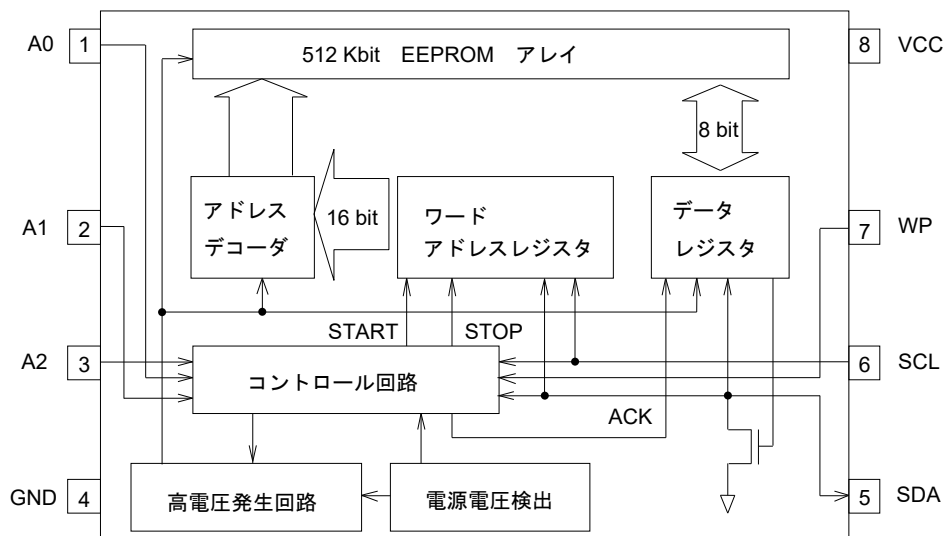 A0 1
512 Kbit EEPROM アレイ
8 VCC
8 bit
A1 2
アドレス
デコーダ
16 bit
ワード
アドレスレジスタ
データ
レジスタ
7 WP
START
STOP
A2 3
コントロール回路
6 SCL
ACK
GND 4
高電圧発生回路
電源電圧検出
5 SDA